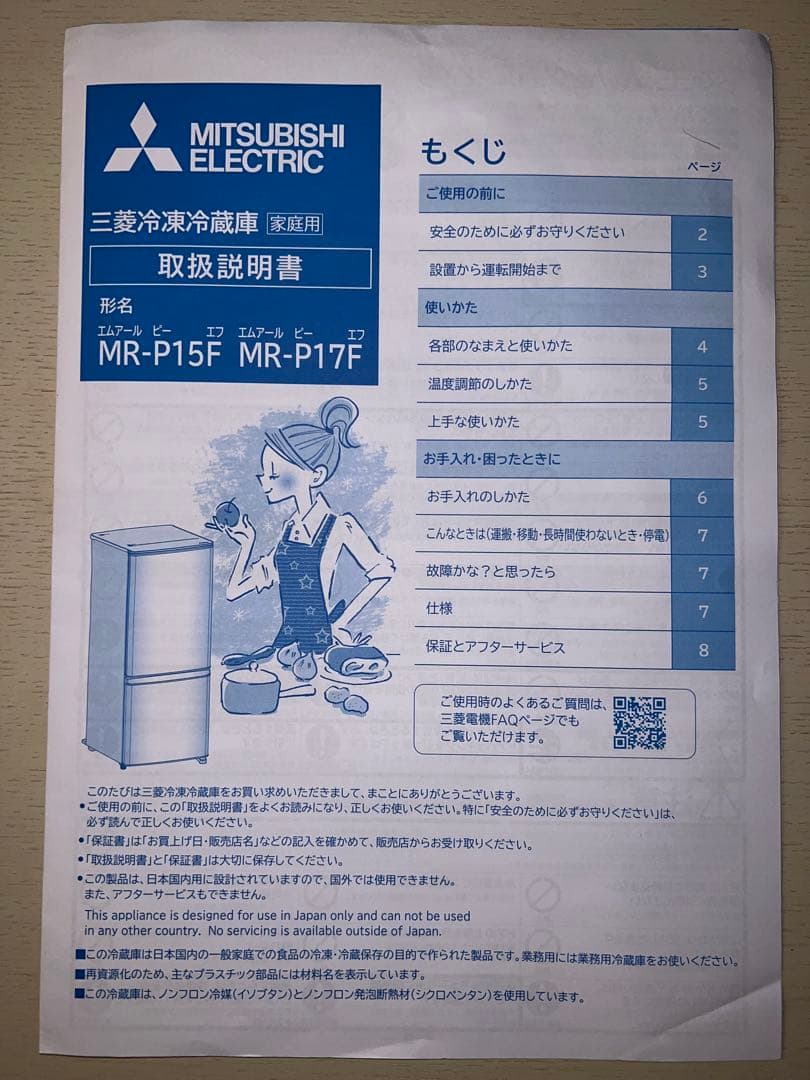 MITSUBISHI
ELECTRIC
三菱冷凍冷蔵庫 家庭用
取扱説明書
形名
エムアール ピー エフ エムアール ピー エフ
MR-P15F MR-P17F
もくじ
ページ
ご使用の前に
安全のために必ずお守りください 2
設置から運転開始まで 3
使いかた
各部のなまえと使いかた 4
温度調節のしかた 5
上手な使いかた 5
お手入れ・困ったときに
お手入れのしかた 6
こんなときは(運搬・移動・長時間使わないとき・停電) 7
故障かな?と思ったら 7
仕様 7
保証とアフターサービス 8
ご使用時のよくあるご質問は、
三菱電機FAQページでも
ご覧いただけます。
このたびは三菱冷凍冷蔵庫をお買い求めいただきまして、まことにありがとうございます。
●ご使用の前に、この「取扱説明書」をよくお読みになり、正しくお使いください。特に「安全のために必ずお守りください」は、
必ず読んで正しくお使いください。
●「保証書」は「お買上げ日・販売店名」などの記入を確かめて、販売店からお受け取りください。
●「取扱説明書」と「保証書」は大切に保存してください。
●この製品は、日本国内用に設計されていますので、国外では使用できません。
また、アフターサービスもできません。
This appliance is designed for use in Japan only and can not be used
in any other country. No servicing is available outside of Japan.
■この冷蔵庫は日本国内の一般家庭での食品の冷凍・冷蔵保存の目的で作られた製品です。業務用には業務用冷蔵庫をお使いください。
■再資源化のため、主なプラスチック部品には材料名を表示しています。
■この冷蔵庫は、ノンフロン冷媒(イソブタン)とノンフロン発泡断熱材(シクロペンタン)を使用しています。